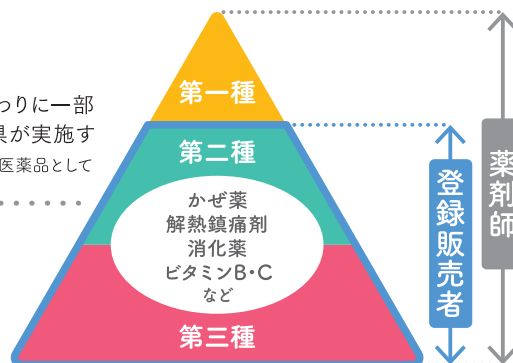 わりに一部
県が実施す
医薬品として
第一種
第二種
かぜ薬
解熱鎮痛剤
消化薬
ビタミンB・C
など
第三種
登録販売者
薬剤師